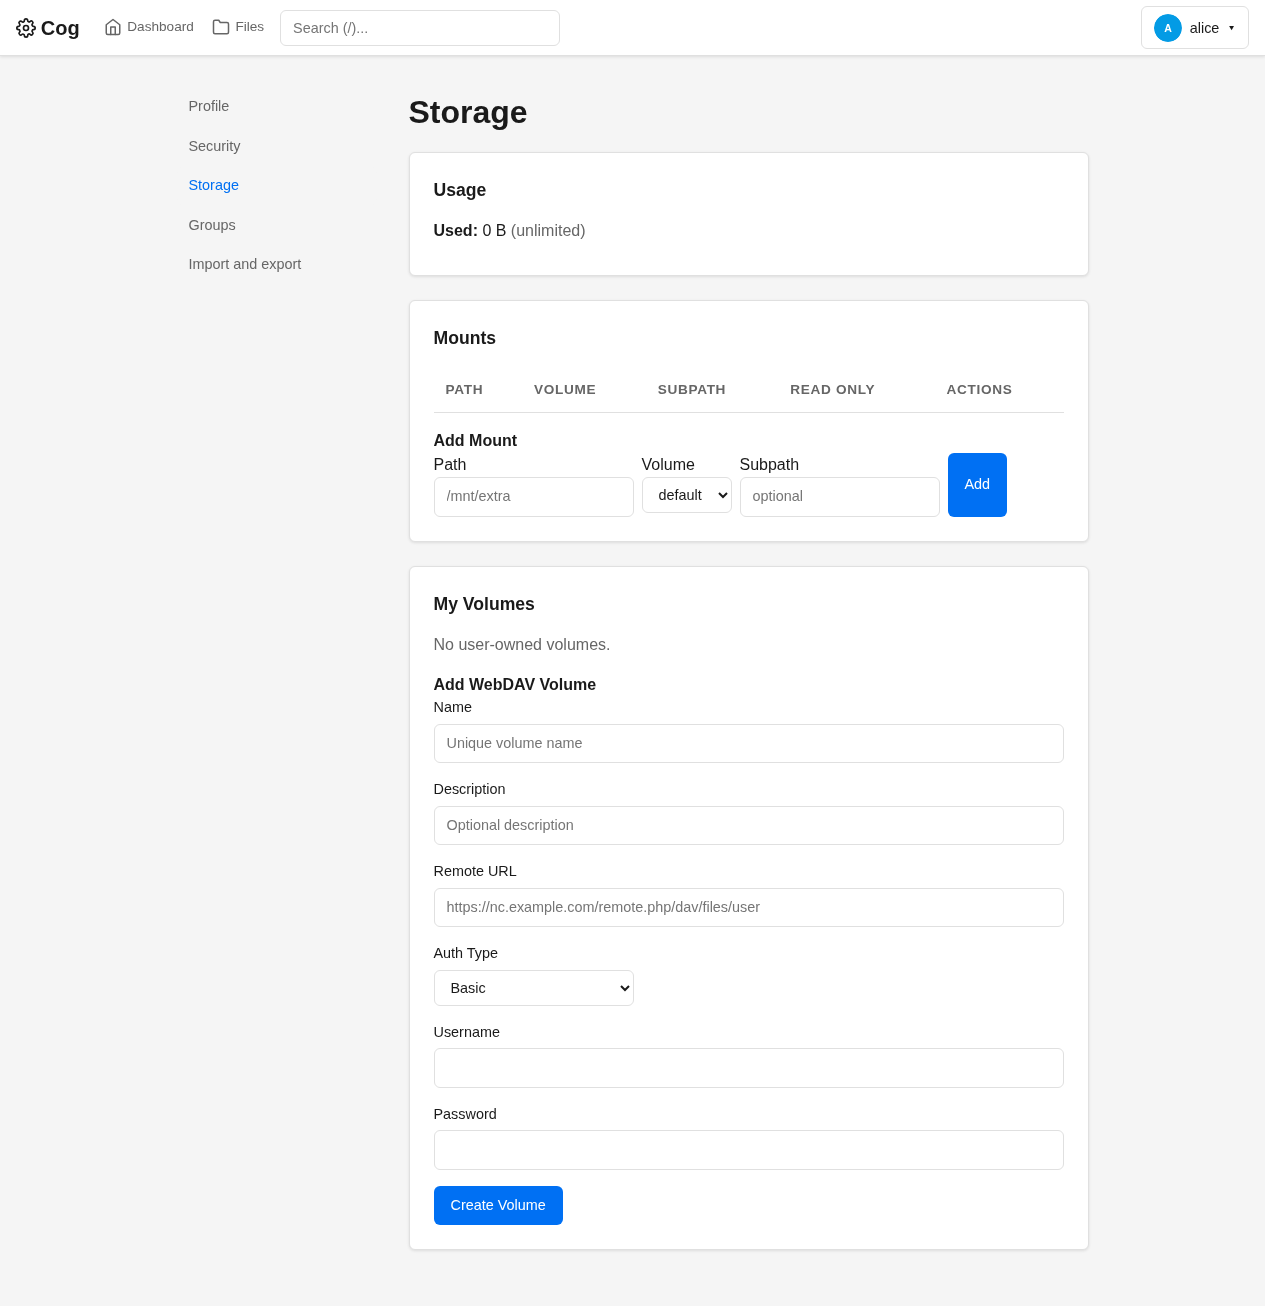 Cog Dashboard Files Search (/)... A alice
Profile
Security
Storage
Groups
Import and export
Storage
Usage
Used: 0 B (unlimited)
Mounts
PATH VOLUME SUBPATH READ ONLY ACTIONS
Add Mount
Path Volume Subpath
/mnt/extra default optional Add
My Volumes
No user-owned volumes.
Add WebDAV Volume
Name
Unique volume name
Description
Optional description
Remote URL
https://nc.example.com/remote.php/dav/files/user
Auth Type
Basic
Username
Password
Create Volume